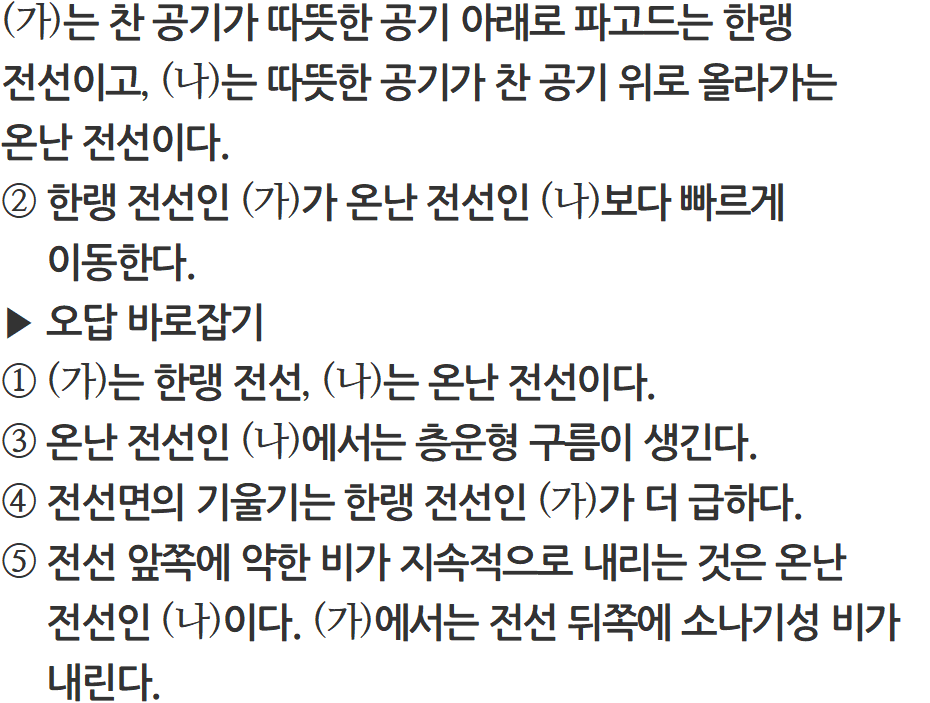 (가)는 찬 공기가 따뜻한 공기 아래로 파고드는 한랭
전선이고, (나)는 따뜻한 공기가 찬 공기 위로 올라가는
온난 전선이다.
② 한랭 전선인 (가)가 온난 전선인 (나)보다 빠르게
이동한다.
▶ 오답 바로잡기
① (가)는 한랭 전선, (나)는 온난 전선이다.
③ 온난 전선인 (나)에서는 층운형 구름이 생긴다.
④ 전선면의 기울기는 한랭 전선인 (가)가 더 급하다.
⑤ 전선 앞쪽에 약한 비가 지속적으로 내리는 것은 온난
전선인 (나)이다. (가)에서는 전선 뒤쪽에 소나기성 비가
내린다.